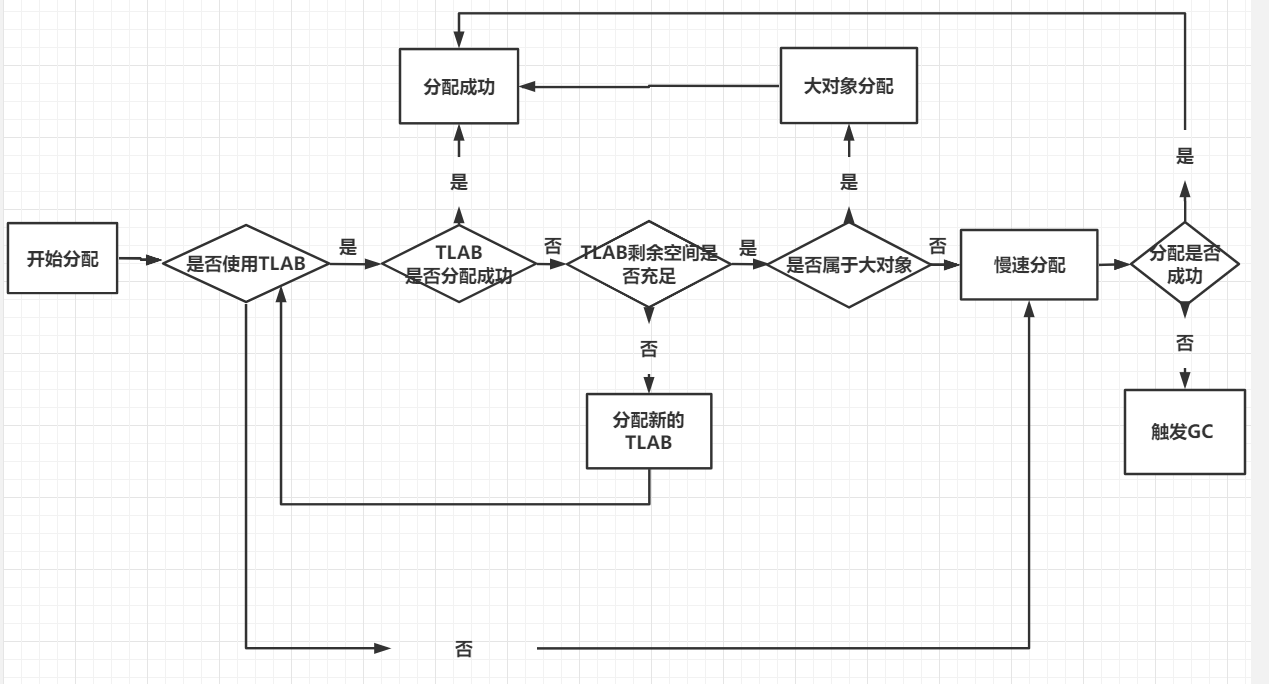 分配成功
大对象分配
是
是
是
开始分配
是否使用TLAB
是
TLAB
是否分配成功
否
TLAB剩余空间是
否充足
是
是否属于大对象
否
慢速分配
分配是否
成功
否
否
分配新的
TLAB
触发GC
否